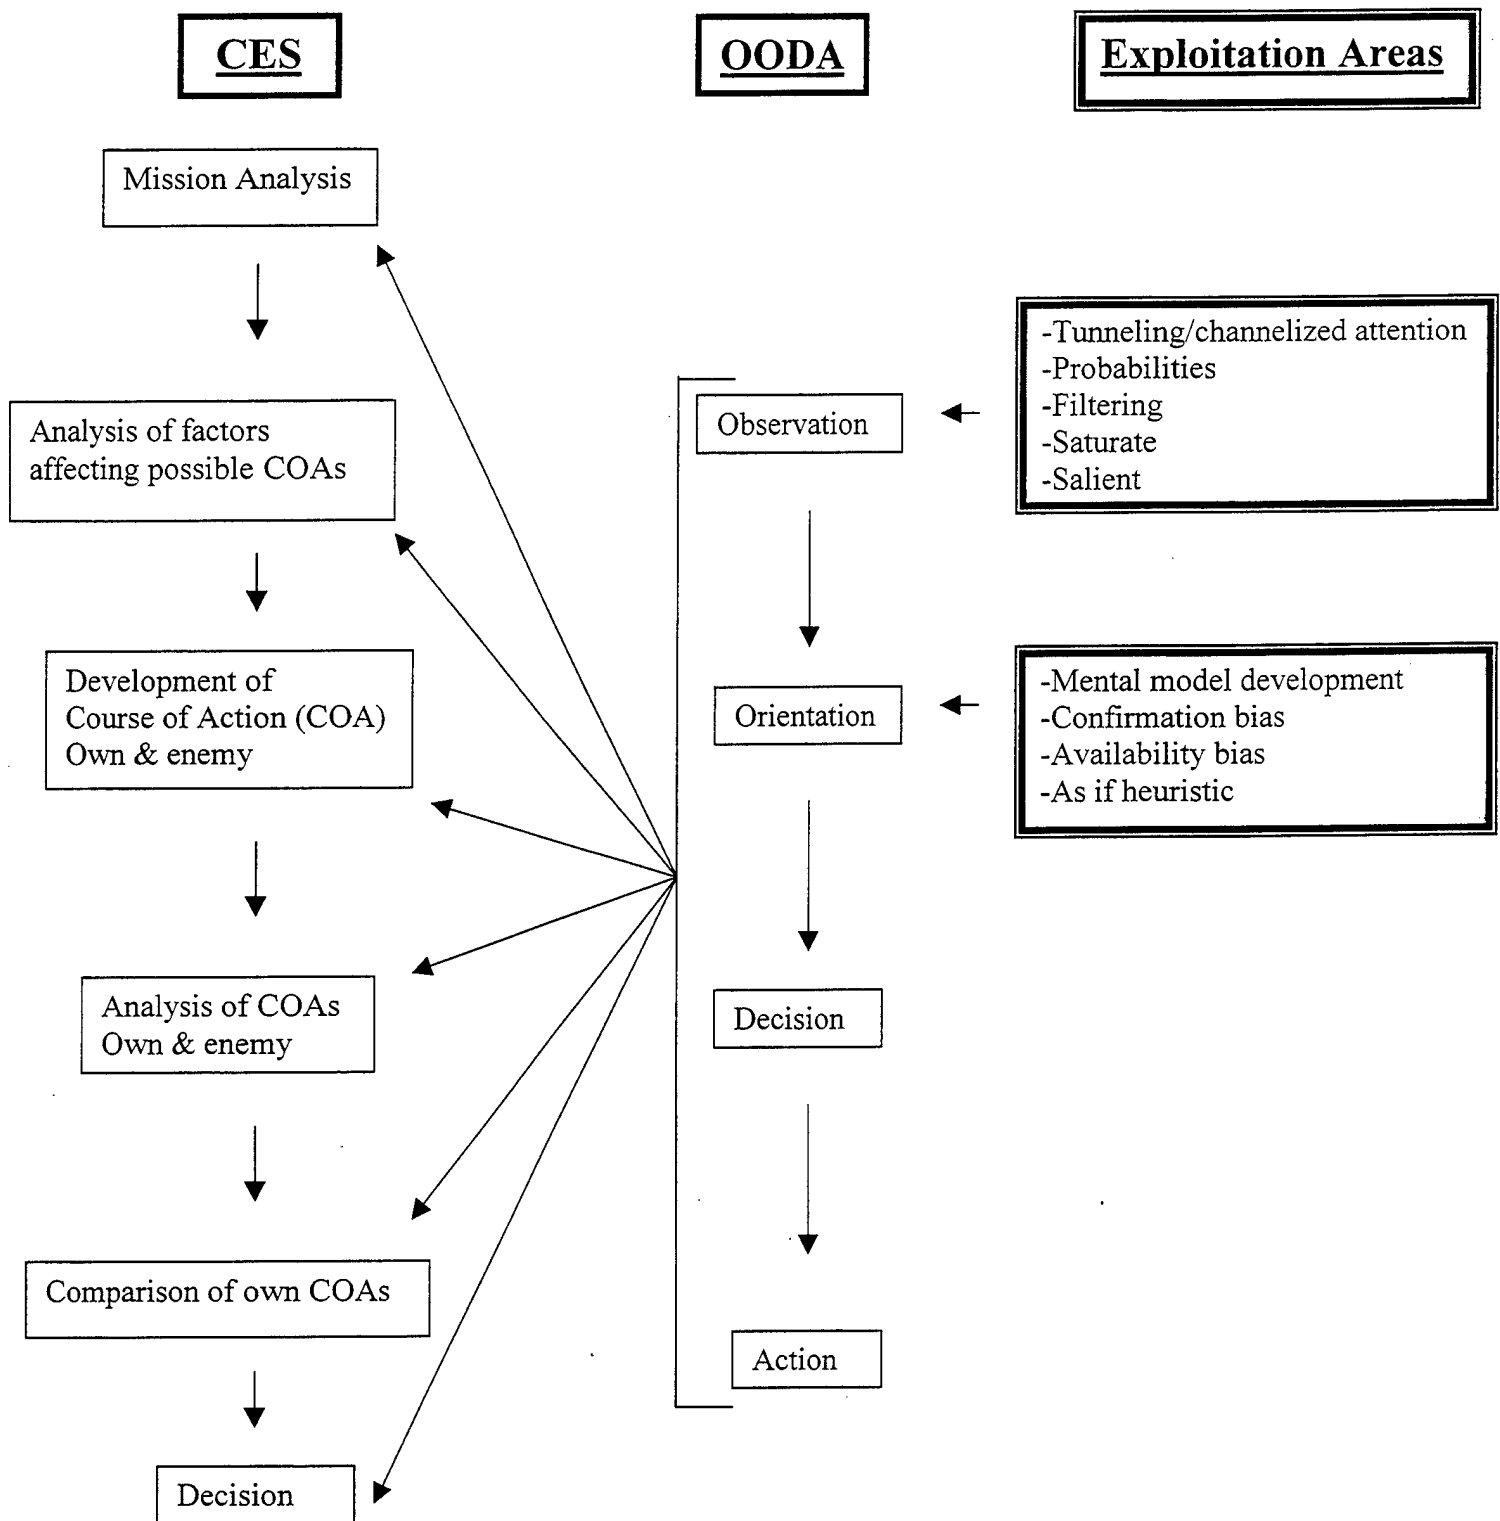 CES
OODA
Exploitation Areas
Mission Analysis
Analysis of factors
affecting possible COAs
Development of
Course of Action (COA)
Own & enemy
Analysis of COAs
Own & enemy
Comparison of own COAs
Decision
Observation
Orientation
Decision
Action
-Tunneling/channelized attention
-Probabilities
-Filtering
-Saturate
-Salient
-Mental model development
-Confirmation bias
-Availability bias
-As if heuristic